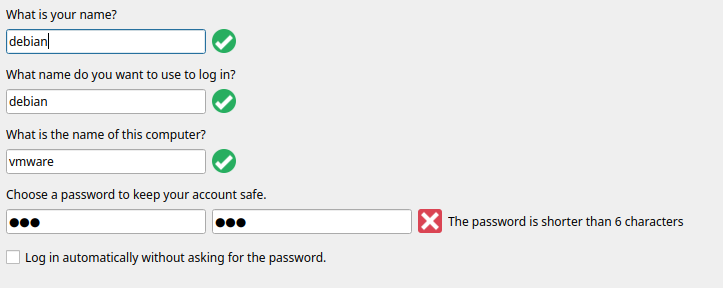 What is your name?
debian
What name do you want to use to log in?
debian
What is the name of this computer?
vmware
Choose a password to keep your account safe.
●●● ●●● The password is shorter than 6 characters
Log in automatically without asking for the password.